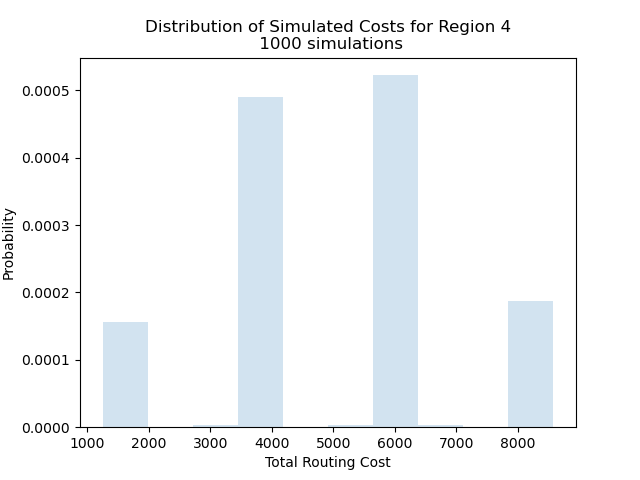 Distribution of Simulated Costs for Region 4
1000 simulations
0.0005
0.0004
0.0003
0.0002
0.0001
0.0000
Probability
1000 2000 3000 4000 5000 6000 7000 8000
Total Routing Cost